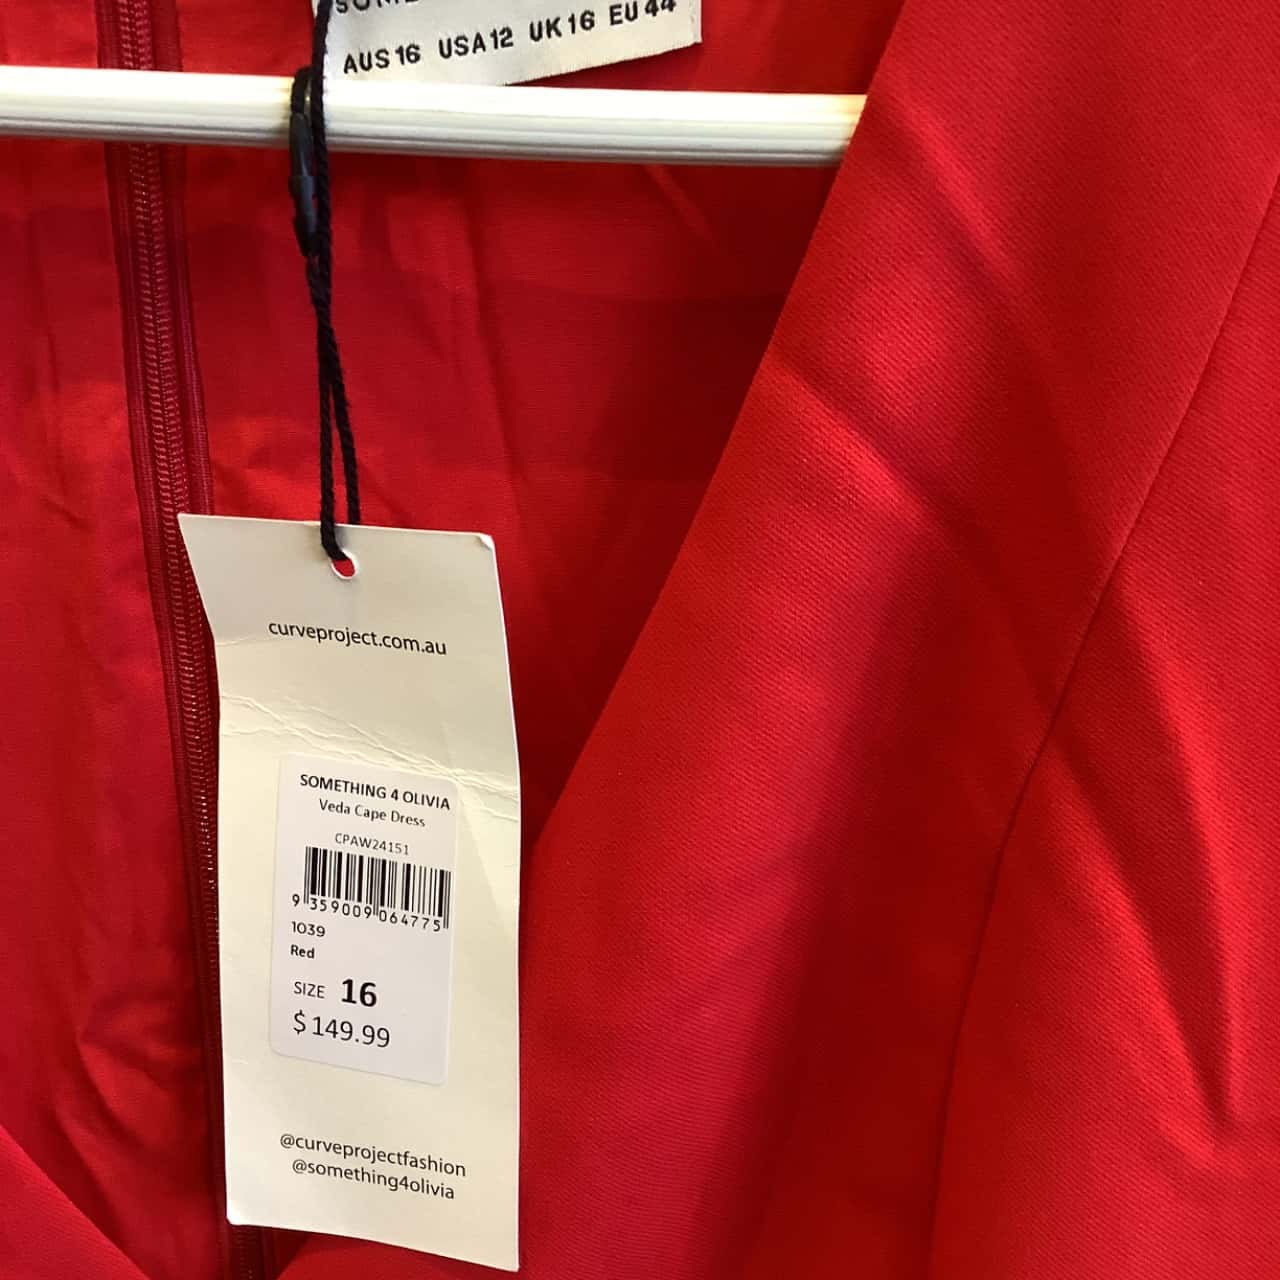 AUS 16 USA 12 UK 16 EU 44
curveproject.com.au
SOMETHING 4 OLIVIA
Veda Cape Dress
CPAW24151
9 359009 064775
1039
Red
SIZE 16
$149.99
@curveprojectfashion
@something4olivia